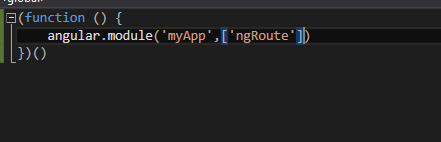 (function () {
angular.module('myApp',['ngRoute'])
})()